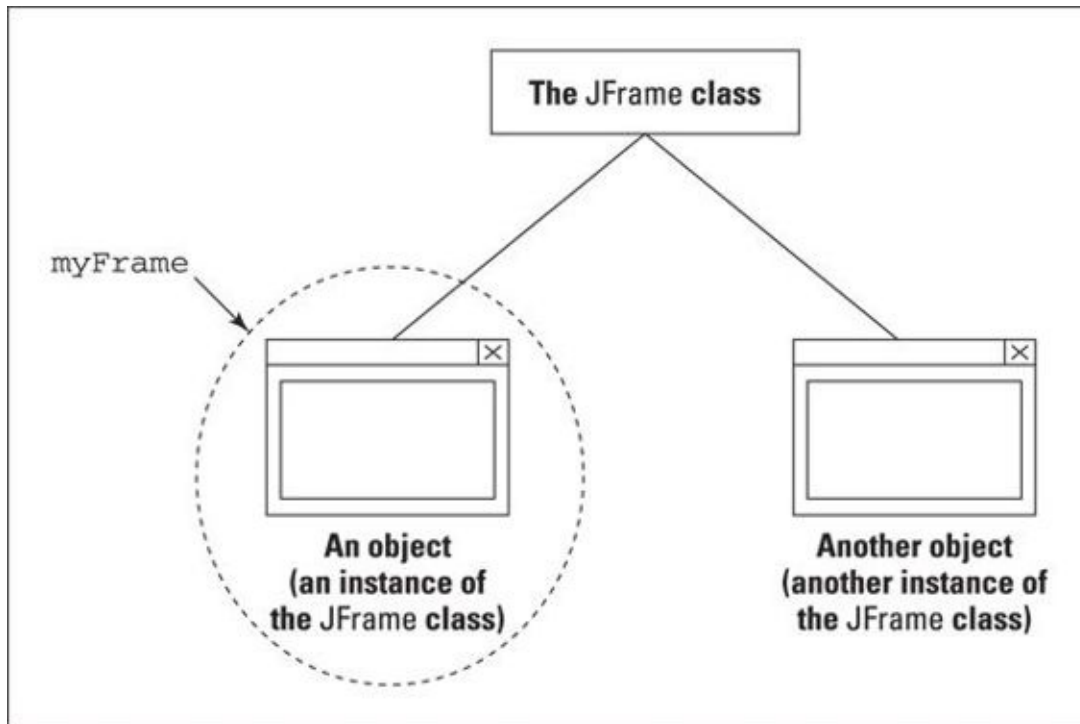 The JFrame class
myFrame
An object
(an instance of
the JFrame class)
Another object
(another instance of
the JFrame class)